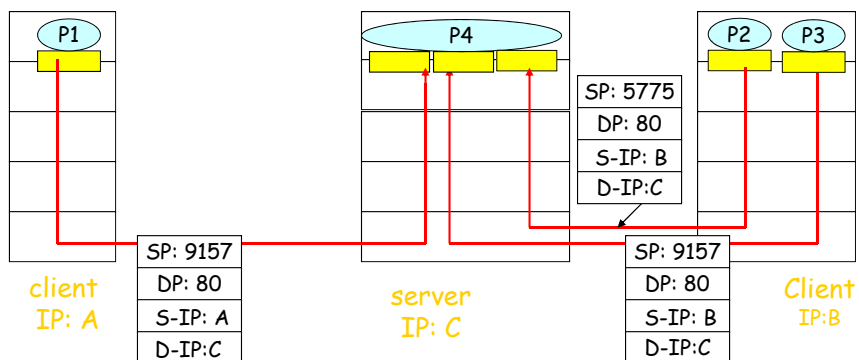 P1
P4
P2
P3
SP: 5775
DP: 80
S-IP: B
D-IP:C
SP: 9157
DP: 80
S-IP: A
D-IP:C
SP: 9157
DP: 80
S-IP: B
D-IP:C
client
IP: A
server
IP: C
Client
IP:B